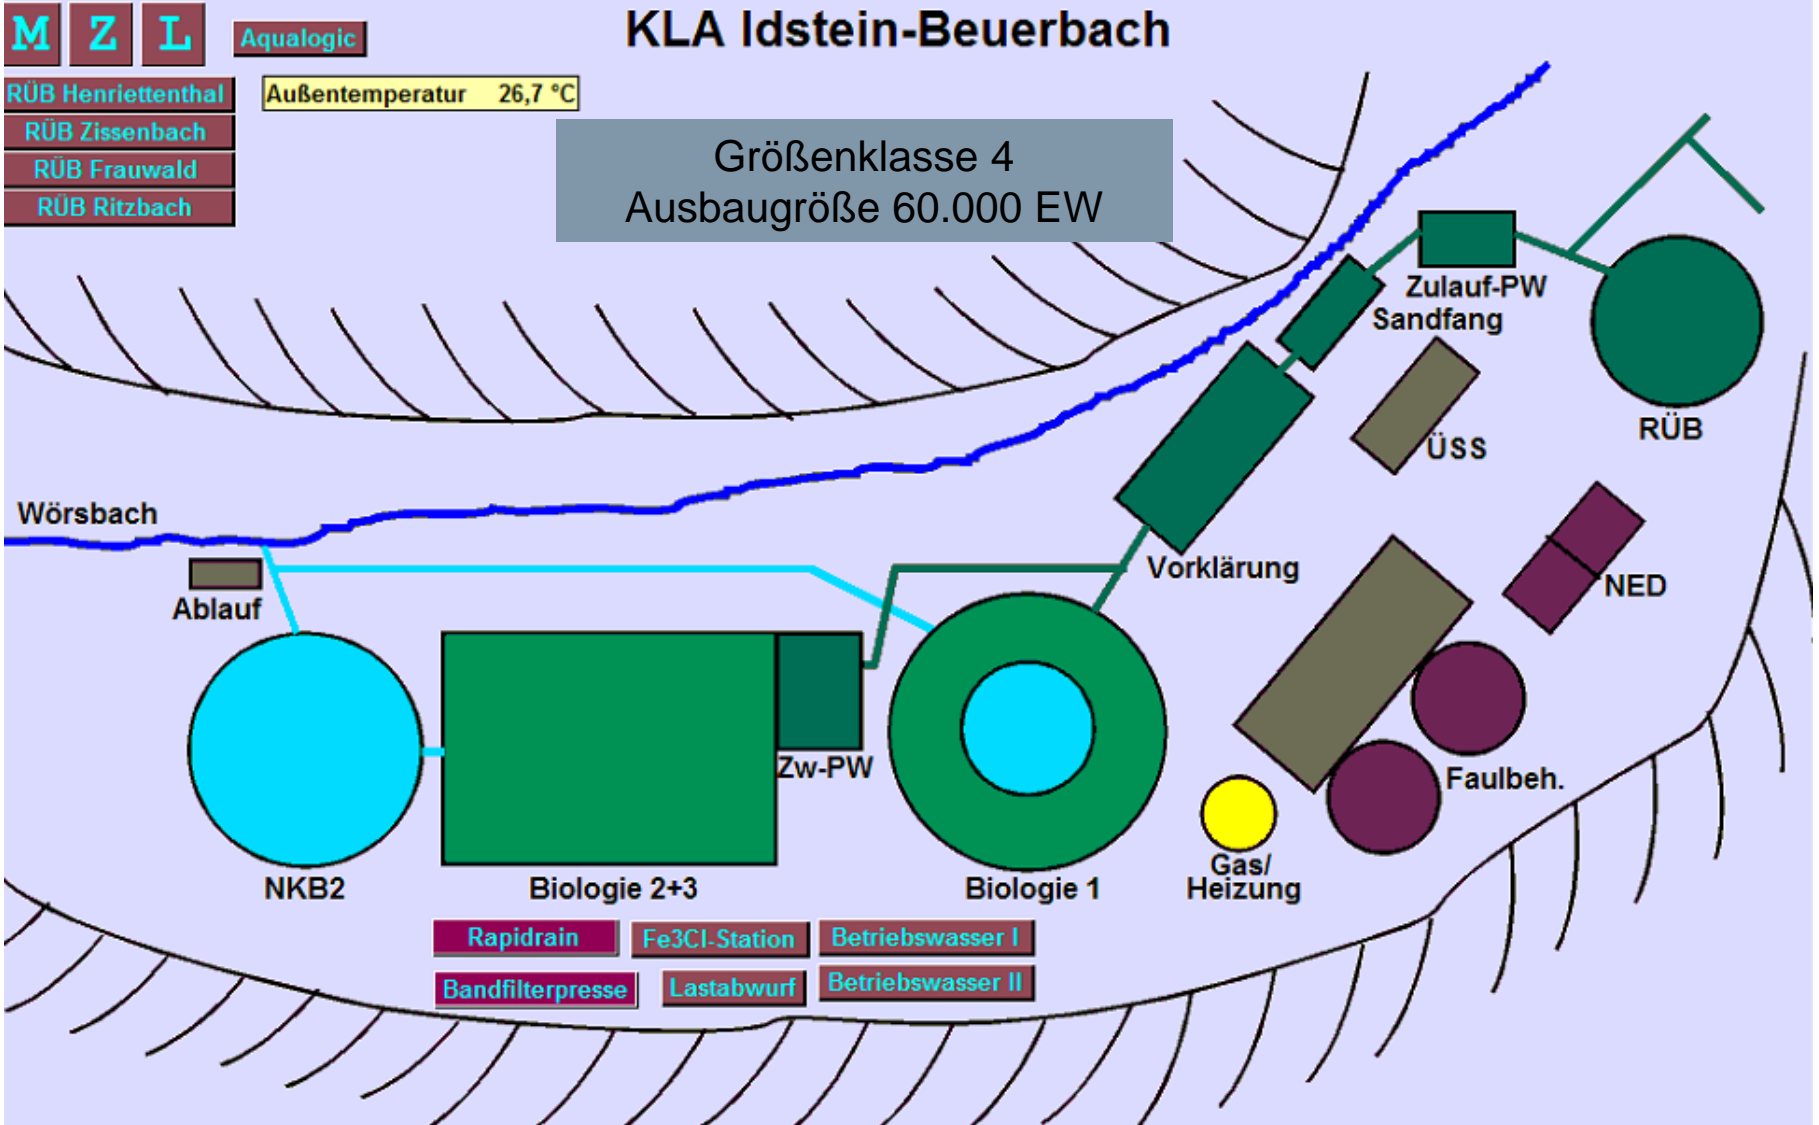 M Z L
Aqualogic
KLA Idstein-Beuerbach
RÜB Henriettenthal
Außentemperatur 26,7 °C
RÜB Zissenbach
RÜB Frauwald
RÜB Ritzbach
Größenklasse 4
Ausbaugröße 60.000 EW
Zulauf-PW
Sandfang
RÜB
ÜSS
Wörsbach
Vorklärung
NED
Ablauf
Zw-PW
Faulbeh.
Gas/
Heizung
NKB2
Biologie 2+3
Biologie 1
Rapidrain
Fe3Cl-Station
Betriebswasser I
Bandfilterpresse
Lastabwurf
Betriebswasser II